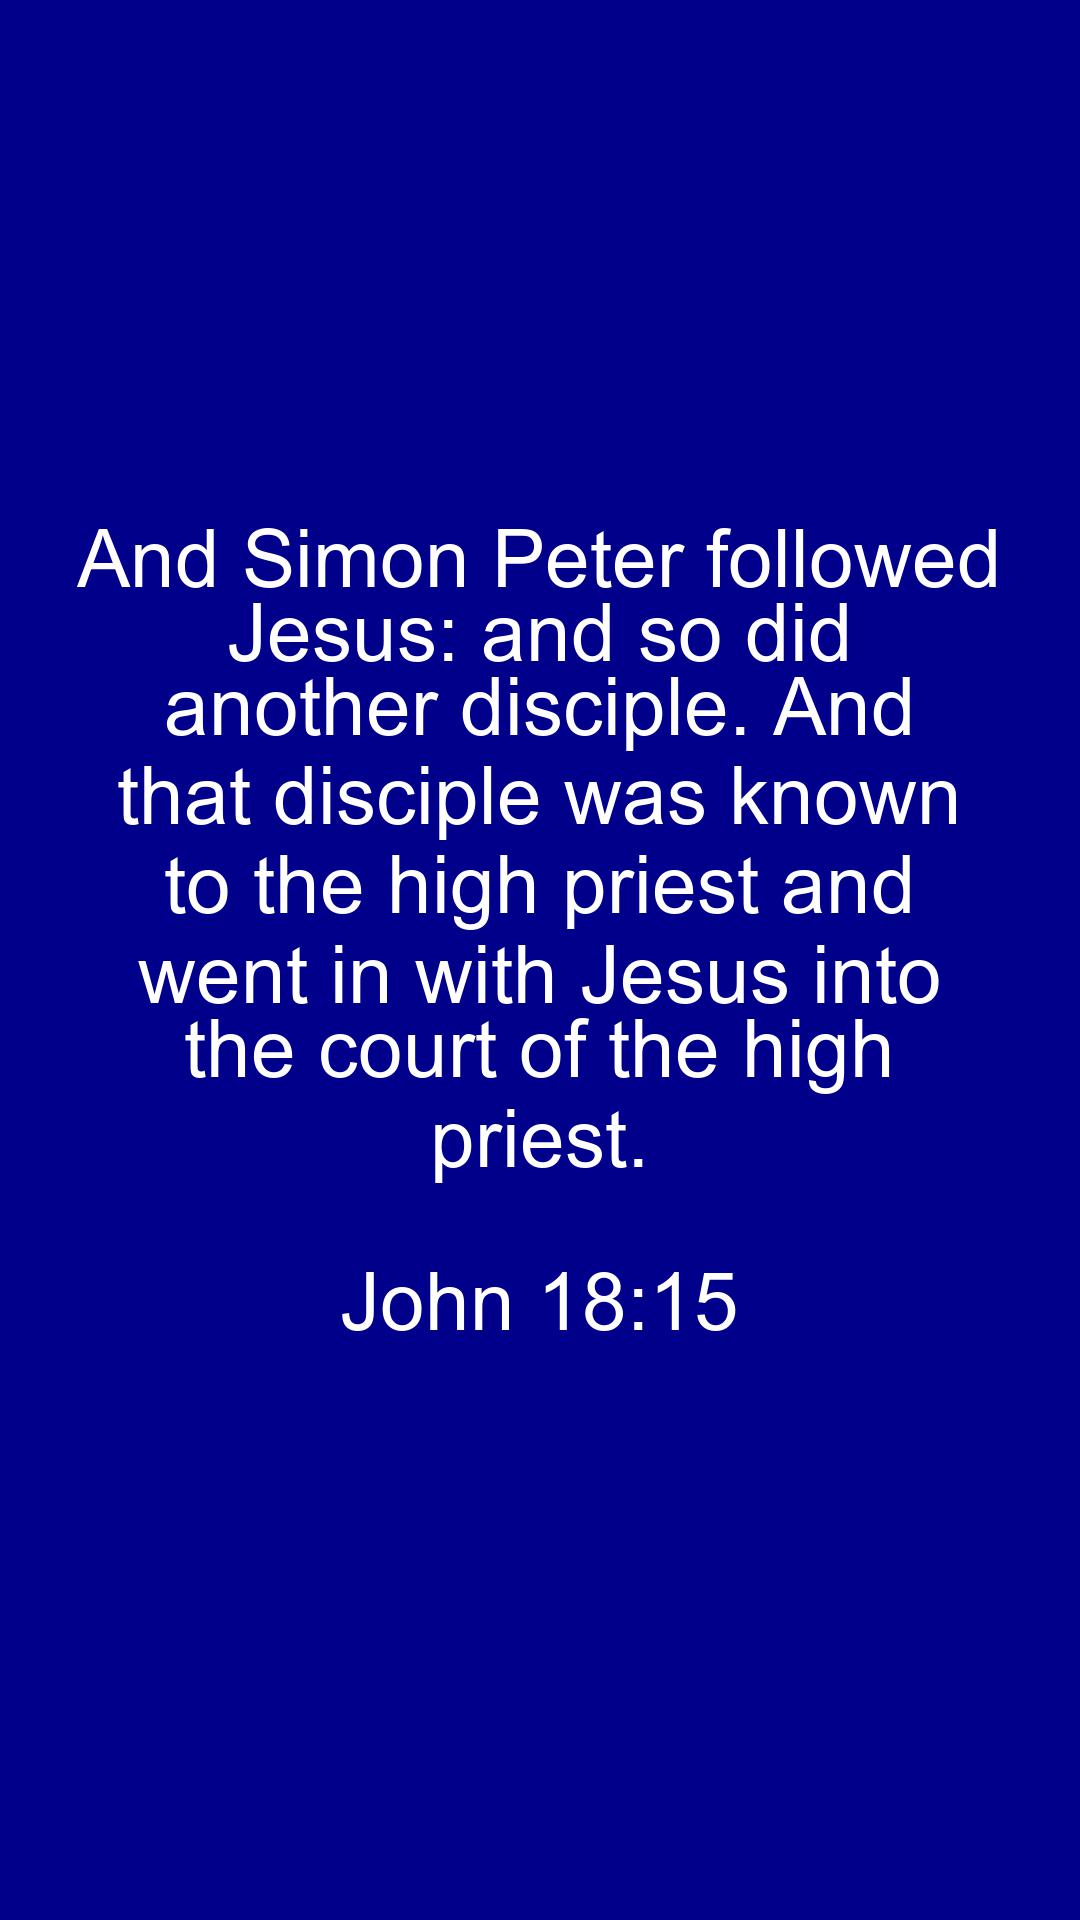 And Simon Peter followed
Jesus: and so did
another disciple. And
that disciple was known
to the high priest and
went in with Jesus into
the court of the high
priest.
John 18:15